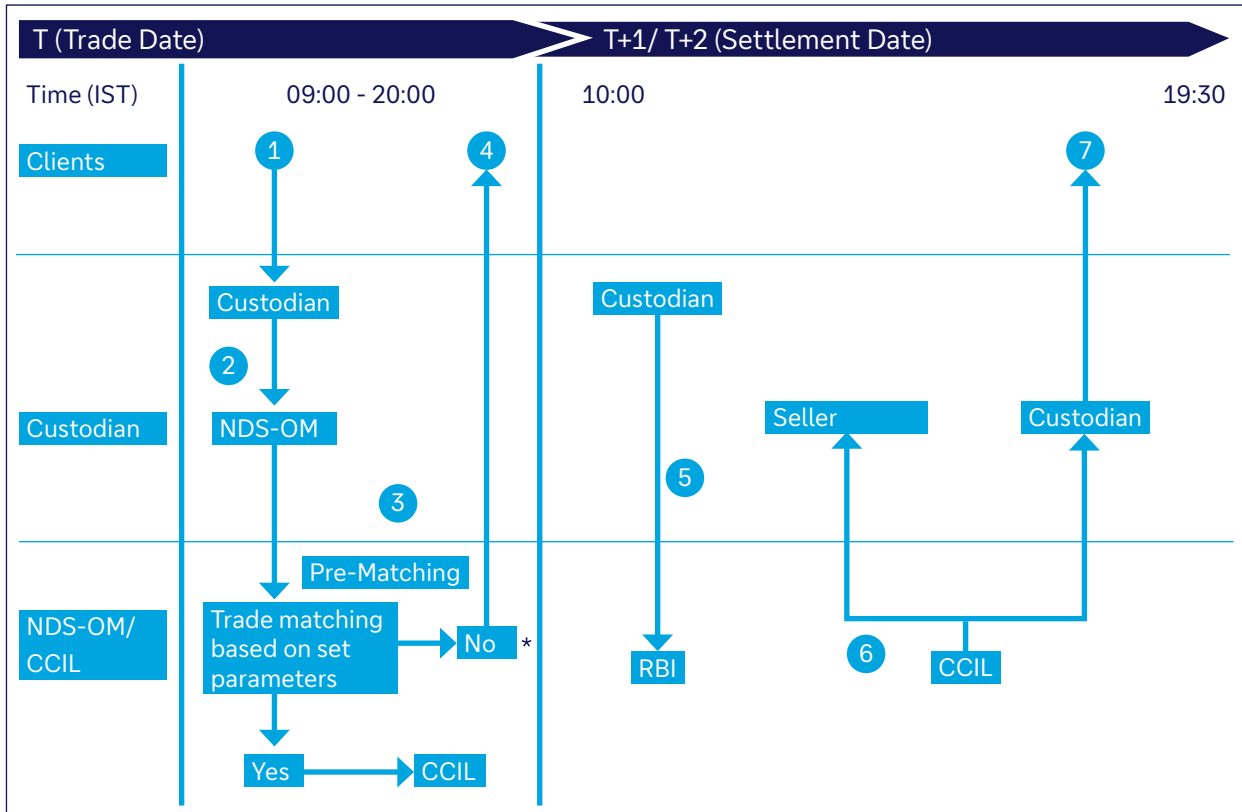 T (Trade Date)
T+1/ T+2 (Settlement Date)
Time (IST)
09:00 - 20:00
10:00
19:30
Clients
1
4
7
Custodian
Custodian
2
Custodian
NDS-OM
Seller
Custodian
3
5
Pre-Matching
NDS-OM/
CCIL
Trade matching
based on set
parameters
No *
RBI
6
CCIL
Yes
CCIL